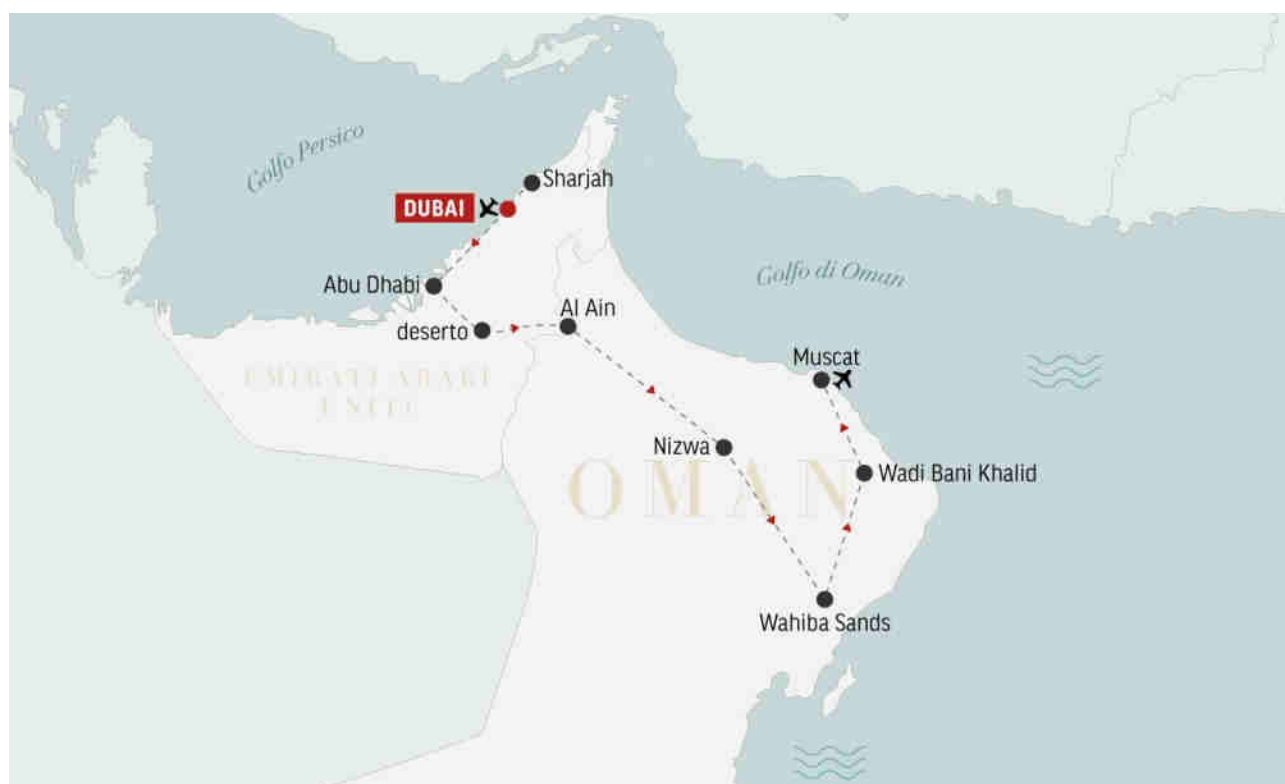 Golfo Persico
Sharjah
DUBAI
Golfo di Oman
Abu Dhabi
Al Ain
deserto
Muscat
EMIRATI ARABI
UNITI
Nizwa
OMAN
Wadi Bani Khalid
Wahiba Sands